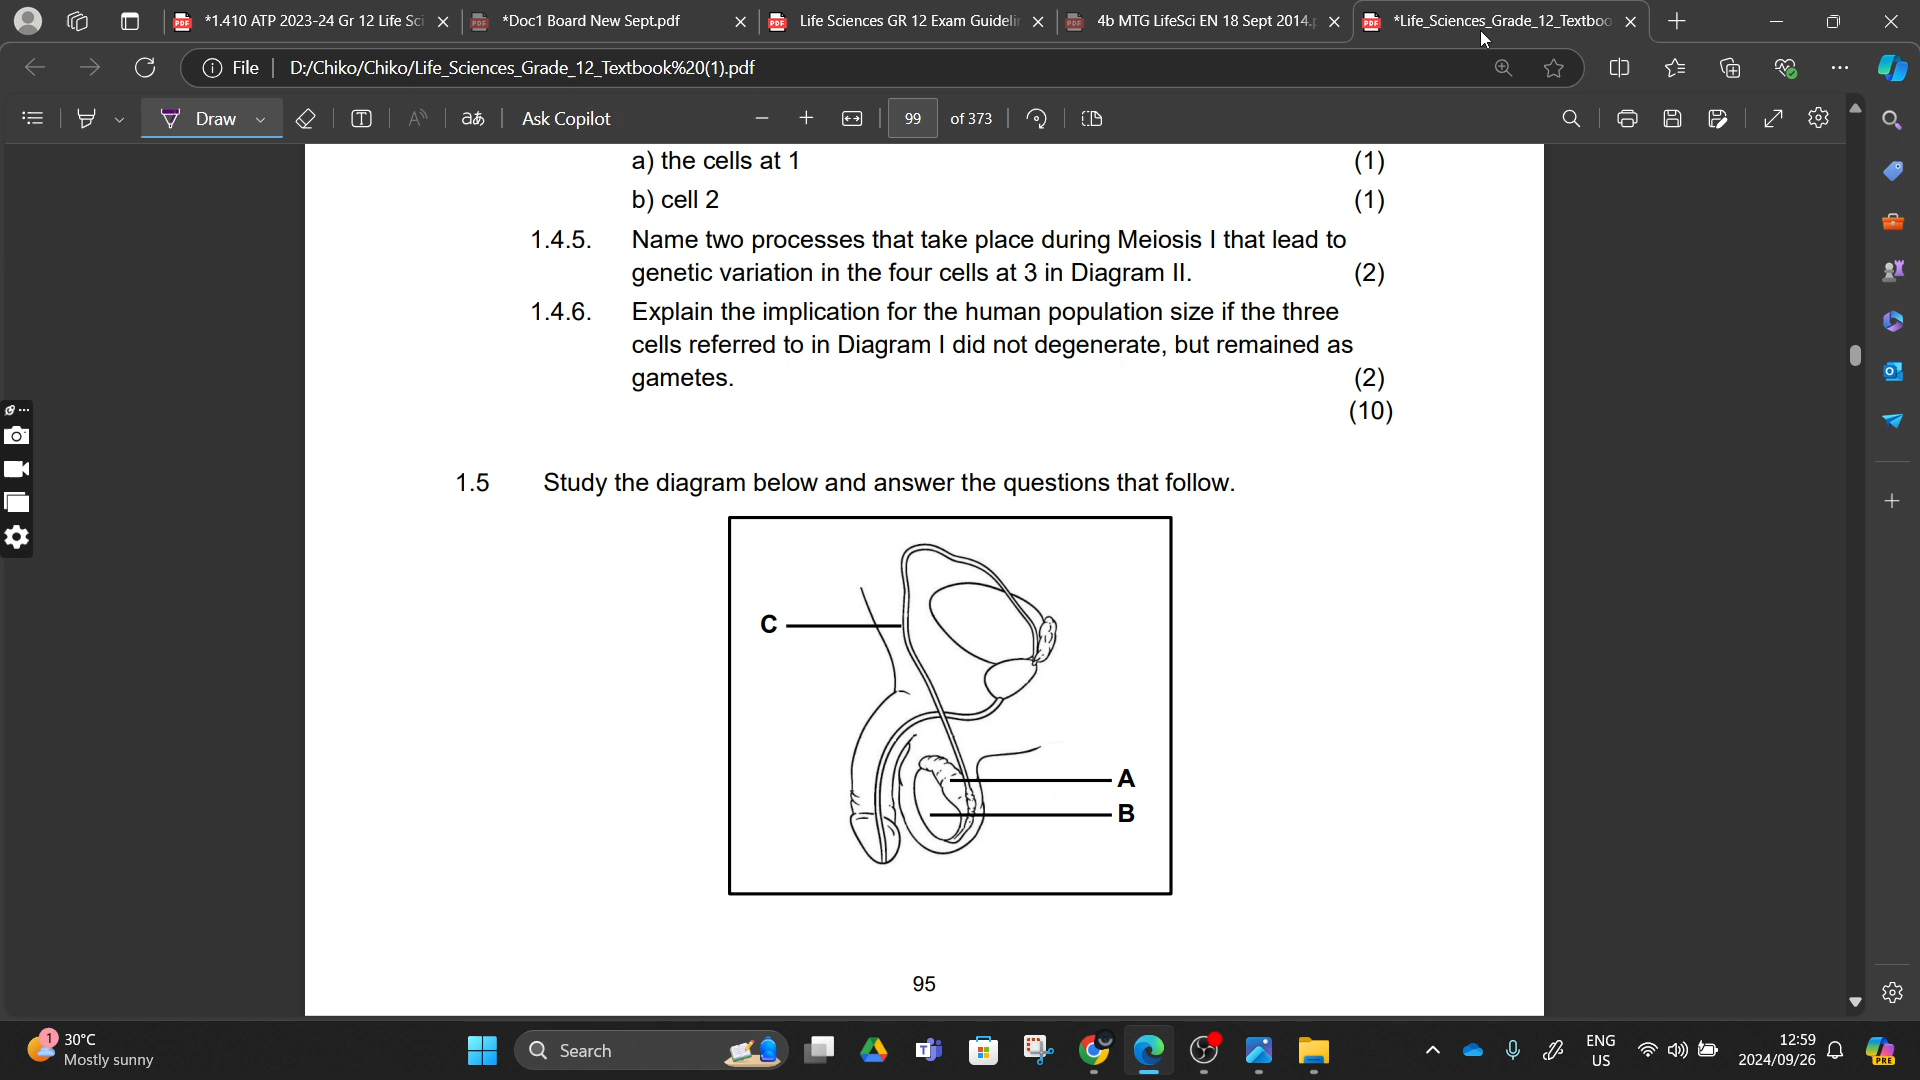 *1.410 ATP 2023-24 Gr 12 Life Sci
*Doc1 Board New Sept.pdf
Life Sciences GR 12 Exam Guidelin
4b MTG LifeSci EN 18 Sept 2014.p
*Life_Sciences_Grade_12_Textboo
File
D:/Chiko/Chiko/Life_Sciences_Grade_12_Textbook%20(1).pdf
Draw
aあ
Ask Copilot
99 of 373
a) the cells at 1 (1)
b) cell 2 (1)
1.4.5. Name two processes that take place during Meiosis I that lead to
genetic variation in the four cells at 3 in Diagram II. (2)
1.4.6. Explain the implication for the human population size if the three
cells referred to in Diagram I did not degenerate, but remained as
gametes. (2)
(10)
1.5 Study the diagram below and answer the questions that follow.
C
A
B
95
1
30°C
Mostly sunny
Search
ENG
US
12:59
2024/09/26
PRE